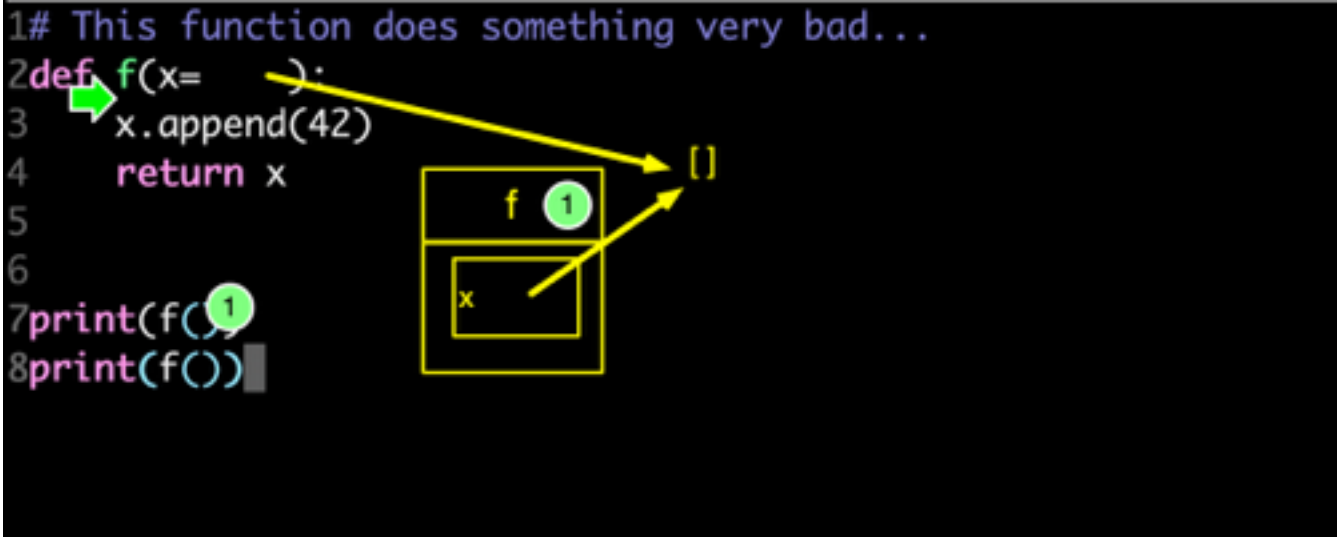 1# This function does something very bad...
2def f(x=    ):
3    x.append(42)
4    return x
[]
f 1
5
6
x
1
7print(f())
8print(f())